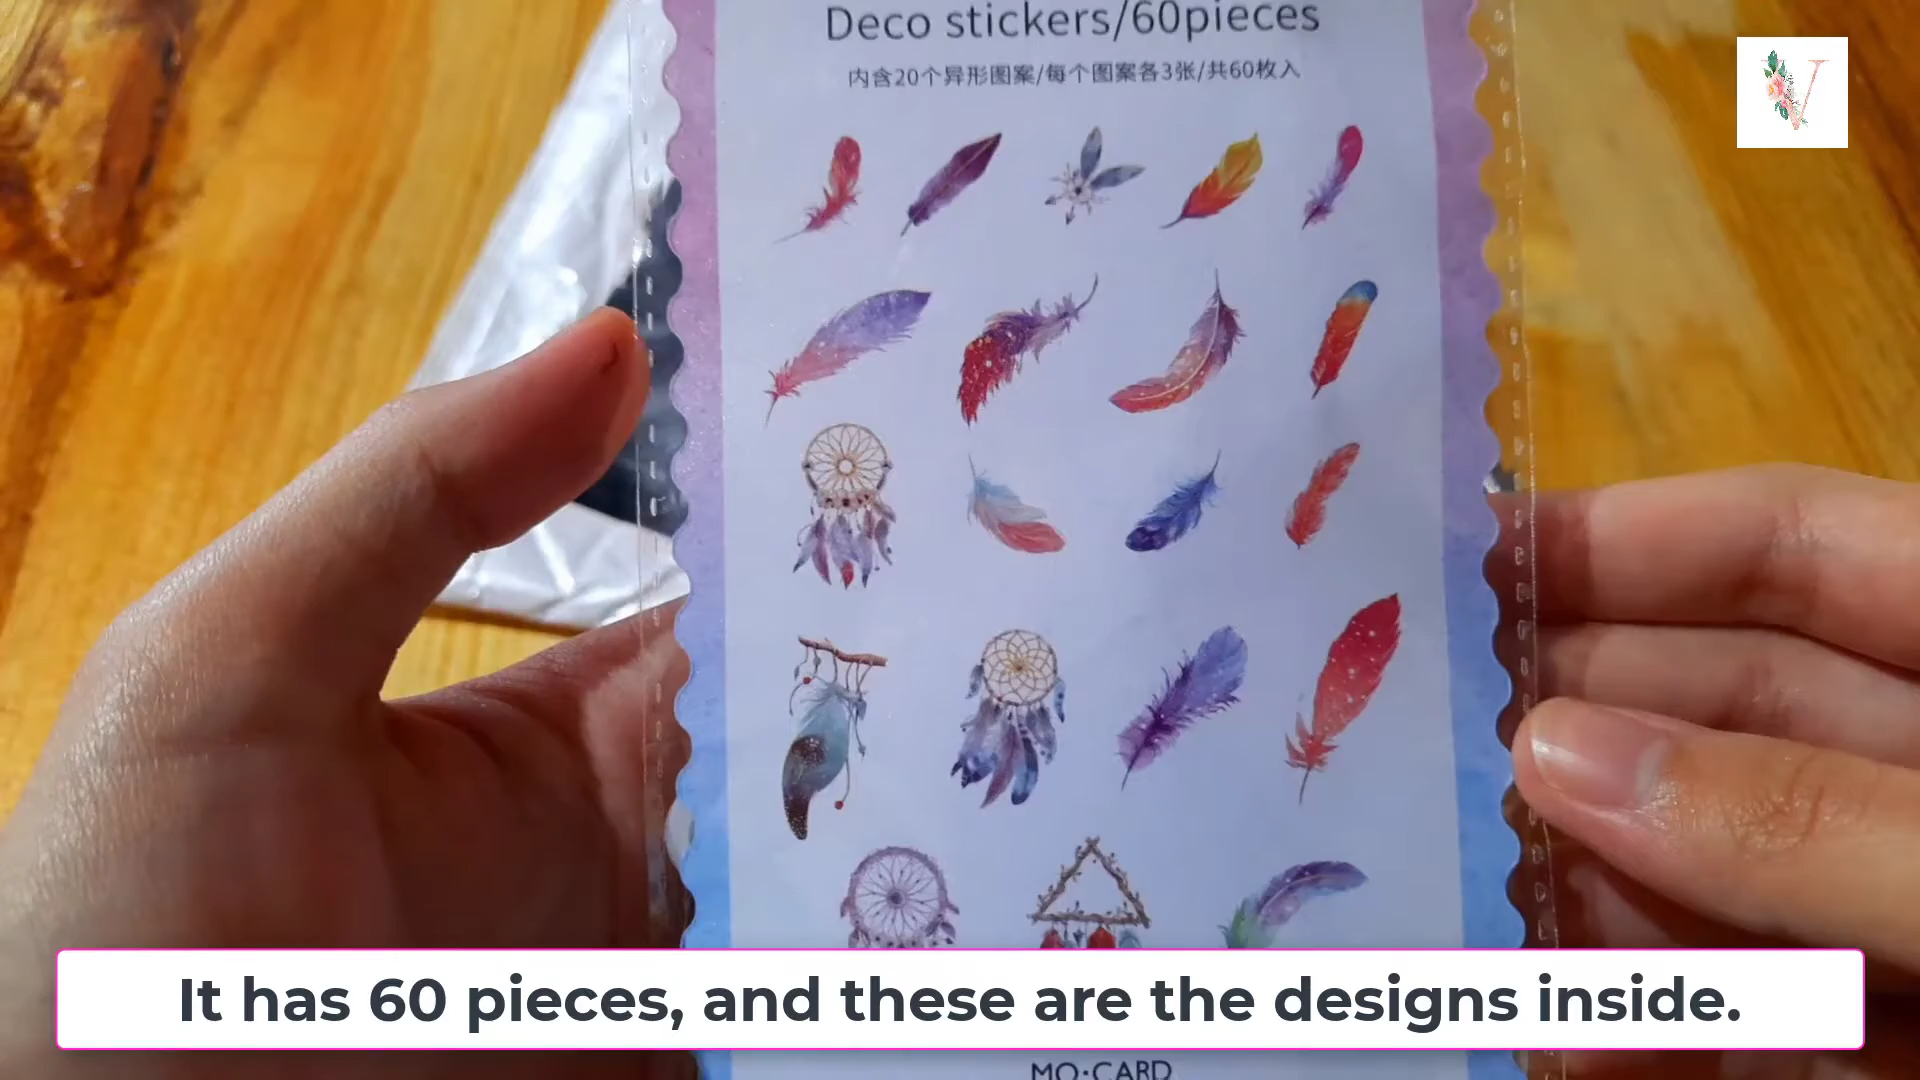 Deco stickers/60pieces
内含20个异形图案/每个图案各3张/共60枚入
V
It has 60 pieces, and these are the designs inside.
MO·CARD